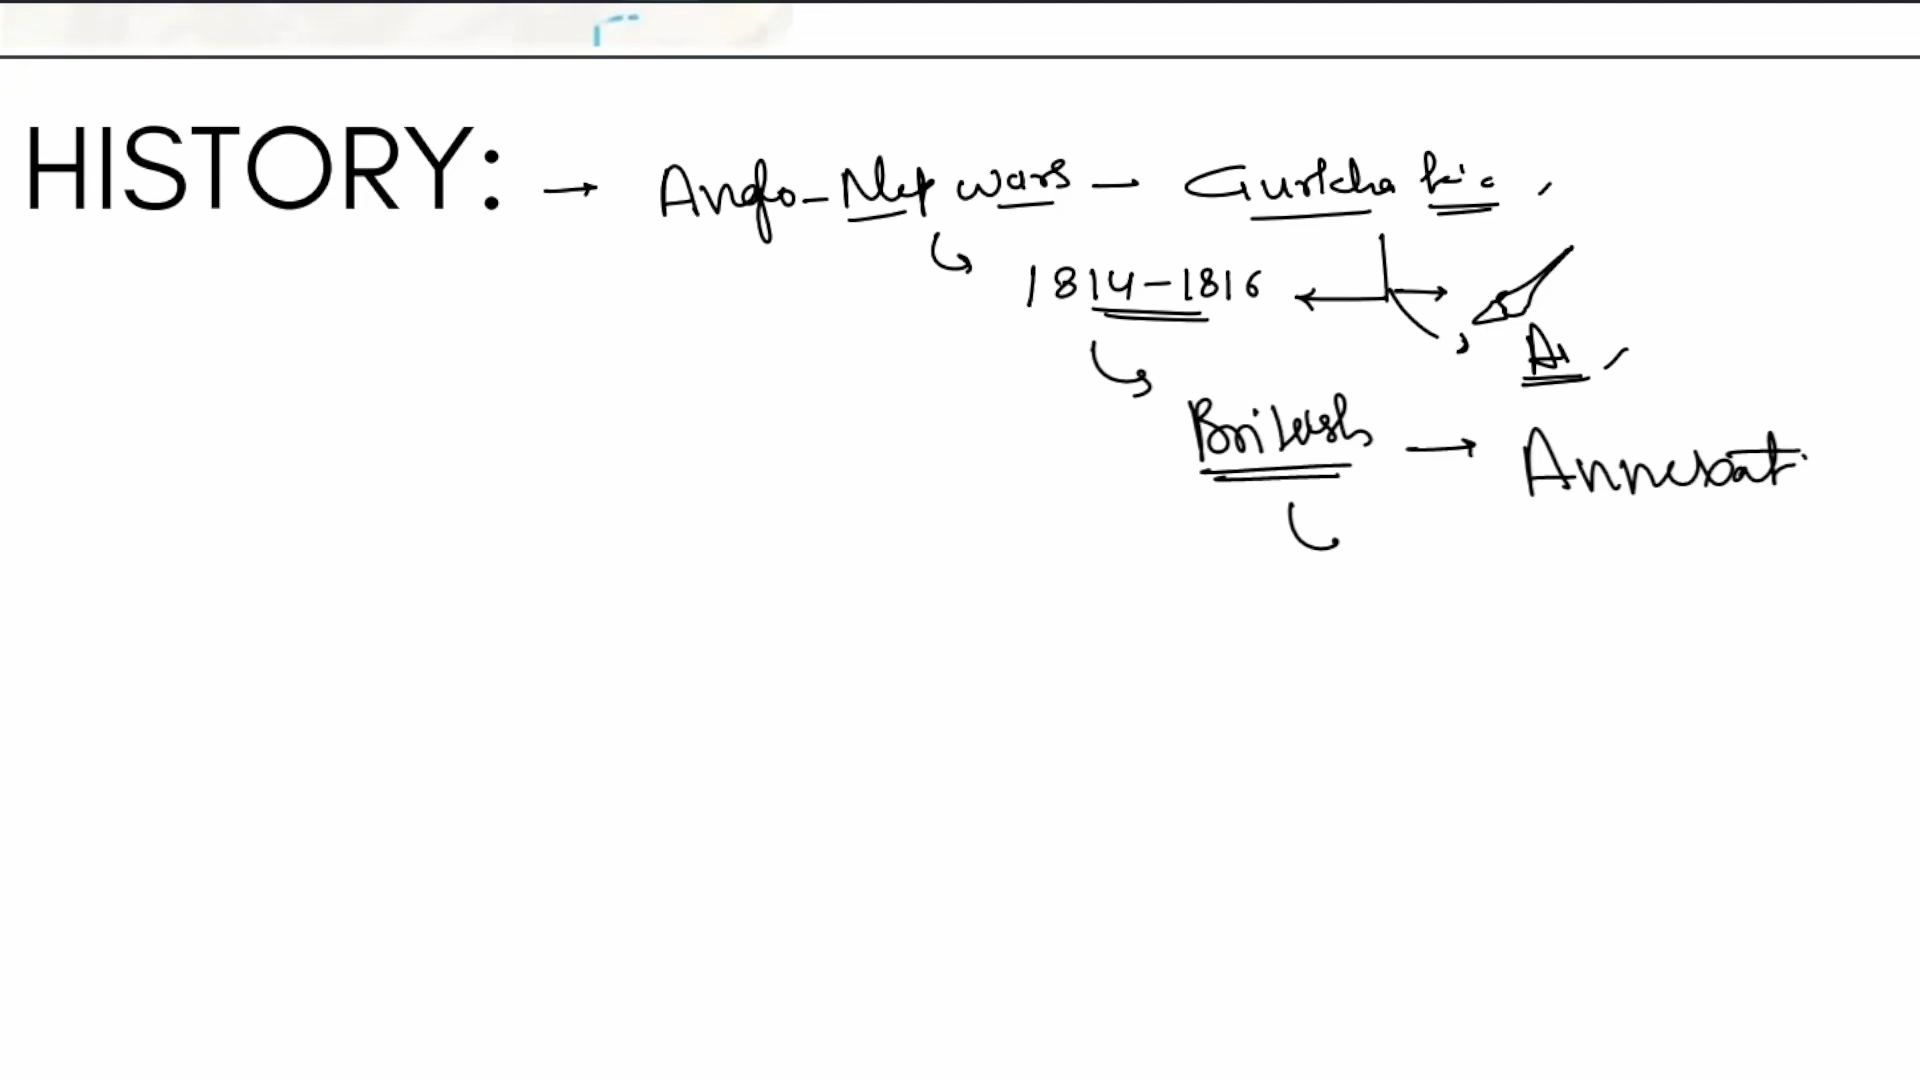 HISTORY: → Anglo-Nep wars — Gurkha
1814-1816
British → Annexat